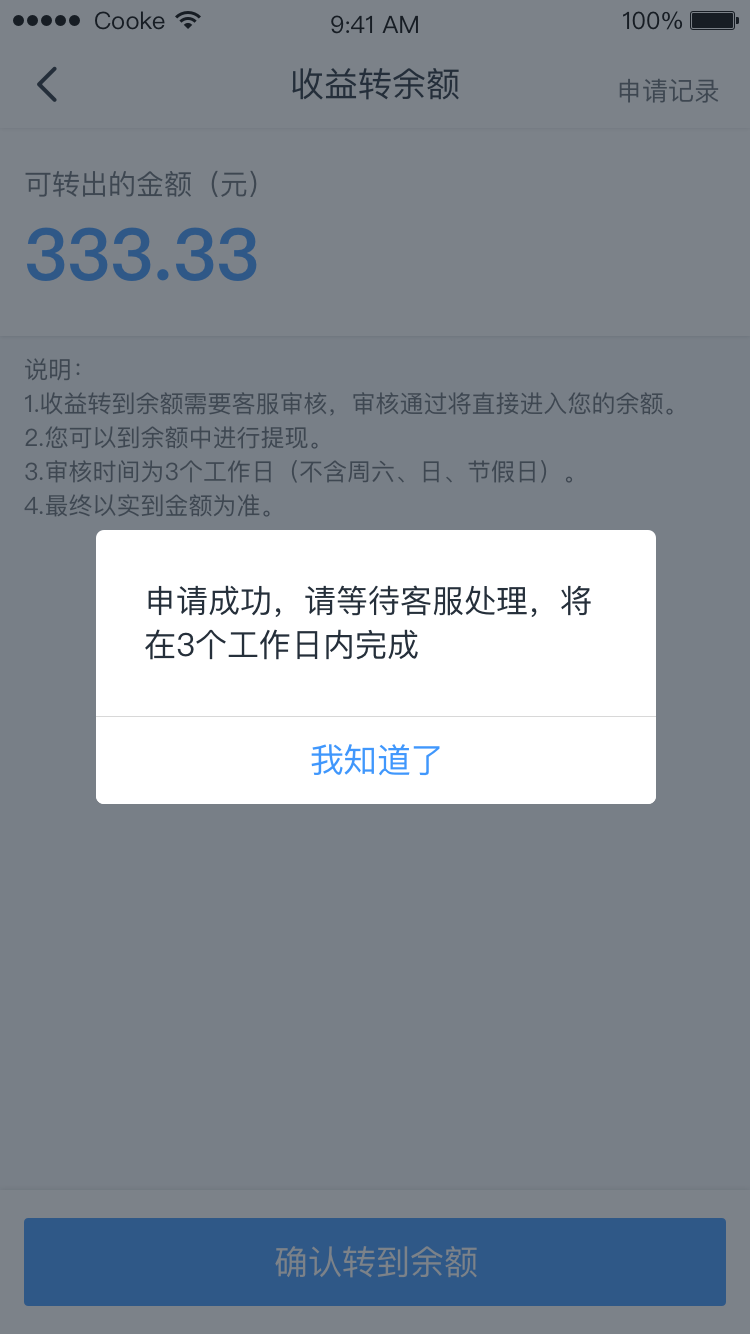 Cooke
9:41 AM
100%
收益转余额
申请记录
可转出的金额（元）
333.33
说明：
1.收益转到余额需要客服审核，审核通过将直接进入您的余额。
2.您可以到余额中进行提现。
3.审核时间为3个工作日（不含周六、日、节假日）。
4.最终以实到金额为准。
申请成功，请等待客服处理，将
在3个工作日内完成
我知道了
确认转到余额